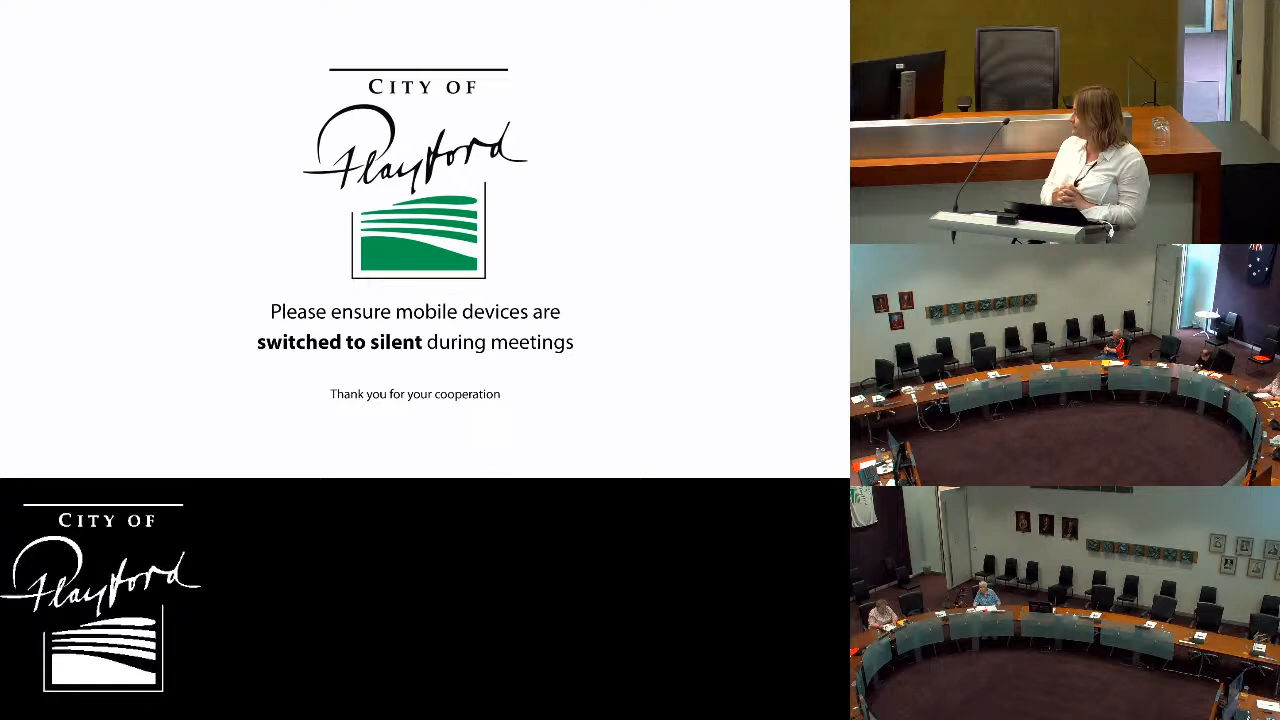 CITY OF
Playford
Please ensure mobile devices are
switched to silent during meetings
Thank you for your cooperation
CITY OF
Playford